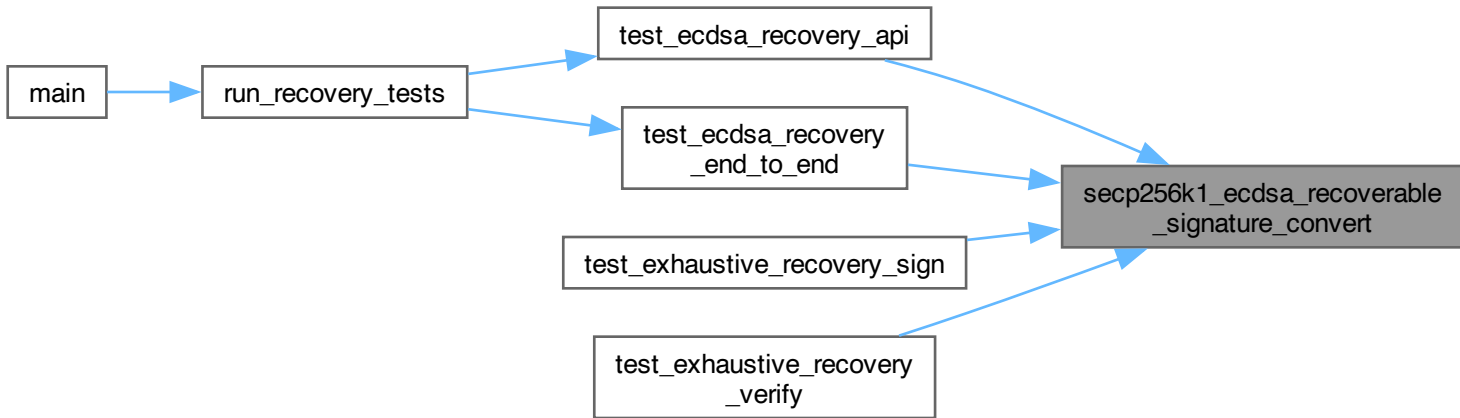 main
run_recovery_tests
test_ecdsa_recovery_api
test_ecdsa_recovery
_end_to_end
test_exhaustive_recovery_sign
test_exhaustive_recovery
_verify
secp256k1_ecdsa_recoverable
_signature_convert